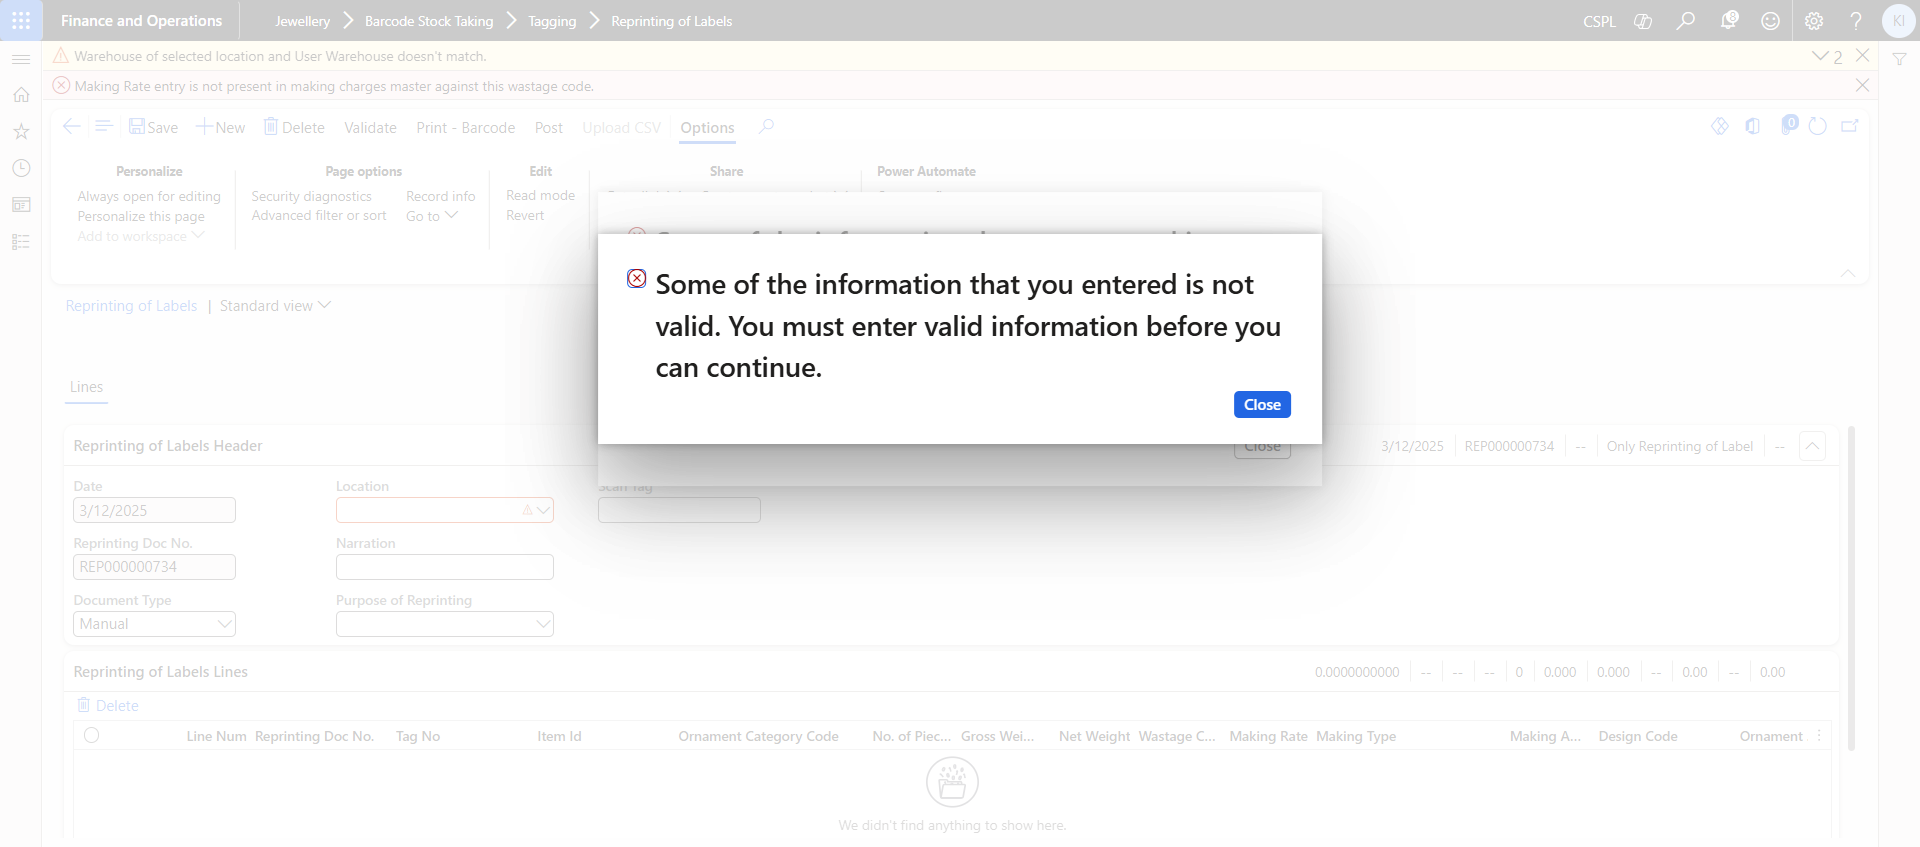 Finance and Operations
Jewellery
Barcode Stock Taking
Tagging
Reprinting of Labels
CSPL
8
KI
Warehouse of selected location and User Warehouse doesn't match.
2
Making Rate entry is not present in making charges master against this wastage code.
Save
New
Delete
Validate
Print - Barcode
Post
Upload CSV
Options
0
Personalize
Always open for editing
Personalize this page
Add to workspace
Page options
Security diagnostics
Advanced filter or sort
Record info
Go to
Edit
Read mode
Revert
Share
Power Automate
Some of the information that you entered is not
valid. You must enter valid information before you
can continue.
Close
Close
Reprinting of Labels | Standard view
Lines
Reprinting of Labels Header
3/12/2025
REP000000734
--
Only Reprinting of Label
--
Date
3/12/2025
Location
Scan Tag
Reprinting Doc No.
REP000000734
Narration
Document Type
Manual
Purpose of Reprinting
Reprinting of Labels Lines
0.0000000000
--
--
--
0
0.000
0.000
--
0.00
--
0.00
Delete
Line Num
Reprinting Doc No.
Tag No
Item Id
Ornament Category Code
No. of Piec...
Gross Wei...
Net Weight
Wastage C...
Making Rate
Making Type
Making A...
Design Code
Ornament
We didn't find anything to show here.